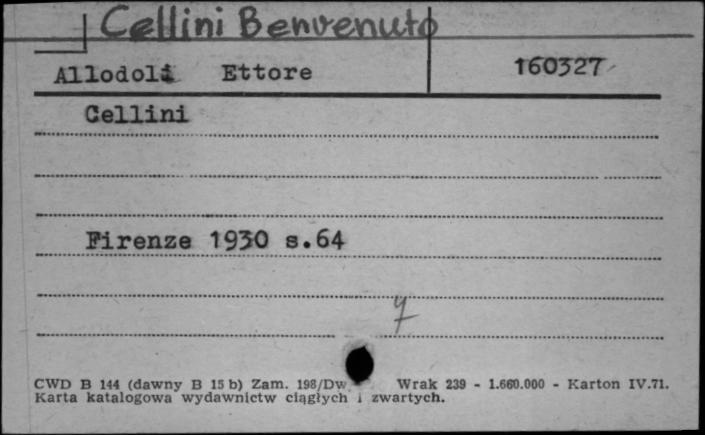 Cellini Benvenuto
Allodoli Ettore 160327
Cellini
Firenze 1930 s.64
CWD B 144 (dawny B 15 b) Zam. 198/Dw Wrak 239 - 1.660.000 - Karton IV.71.
Karta katalogowa wydawnictw ciągłych i zwartych.